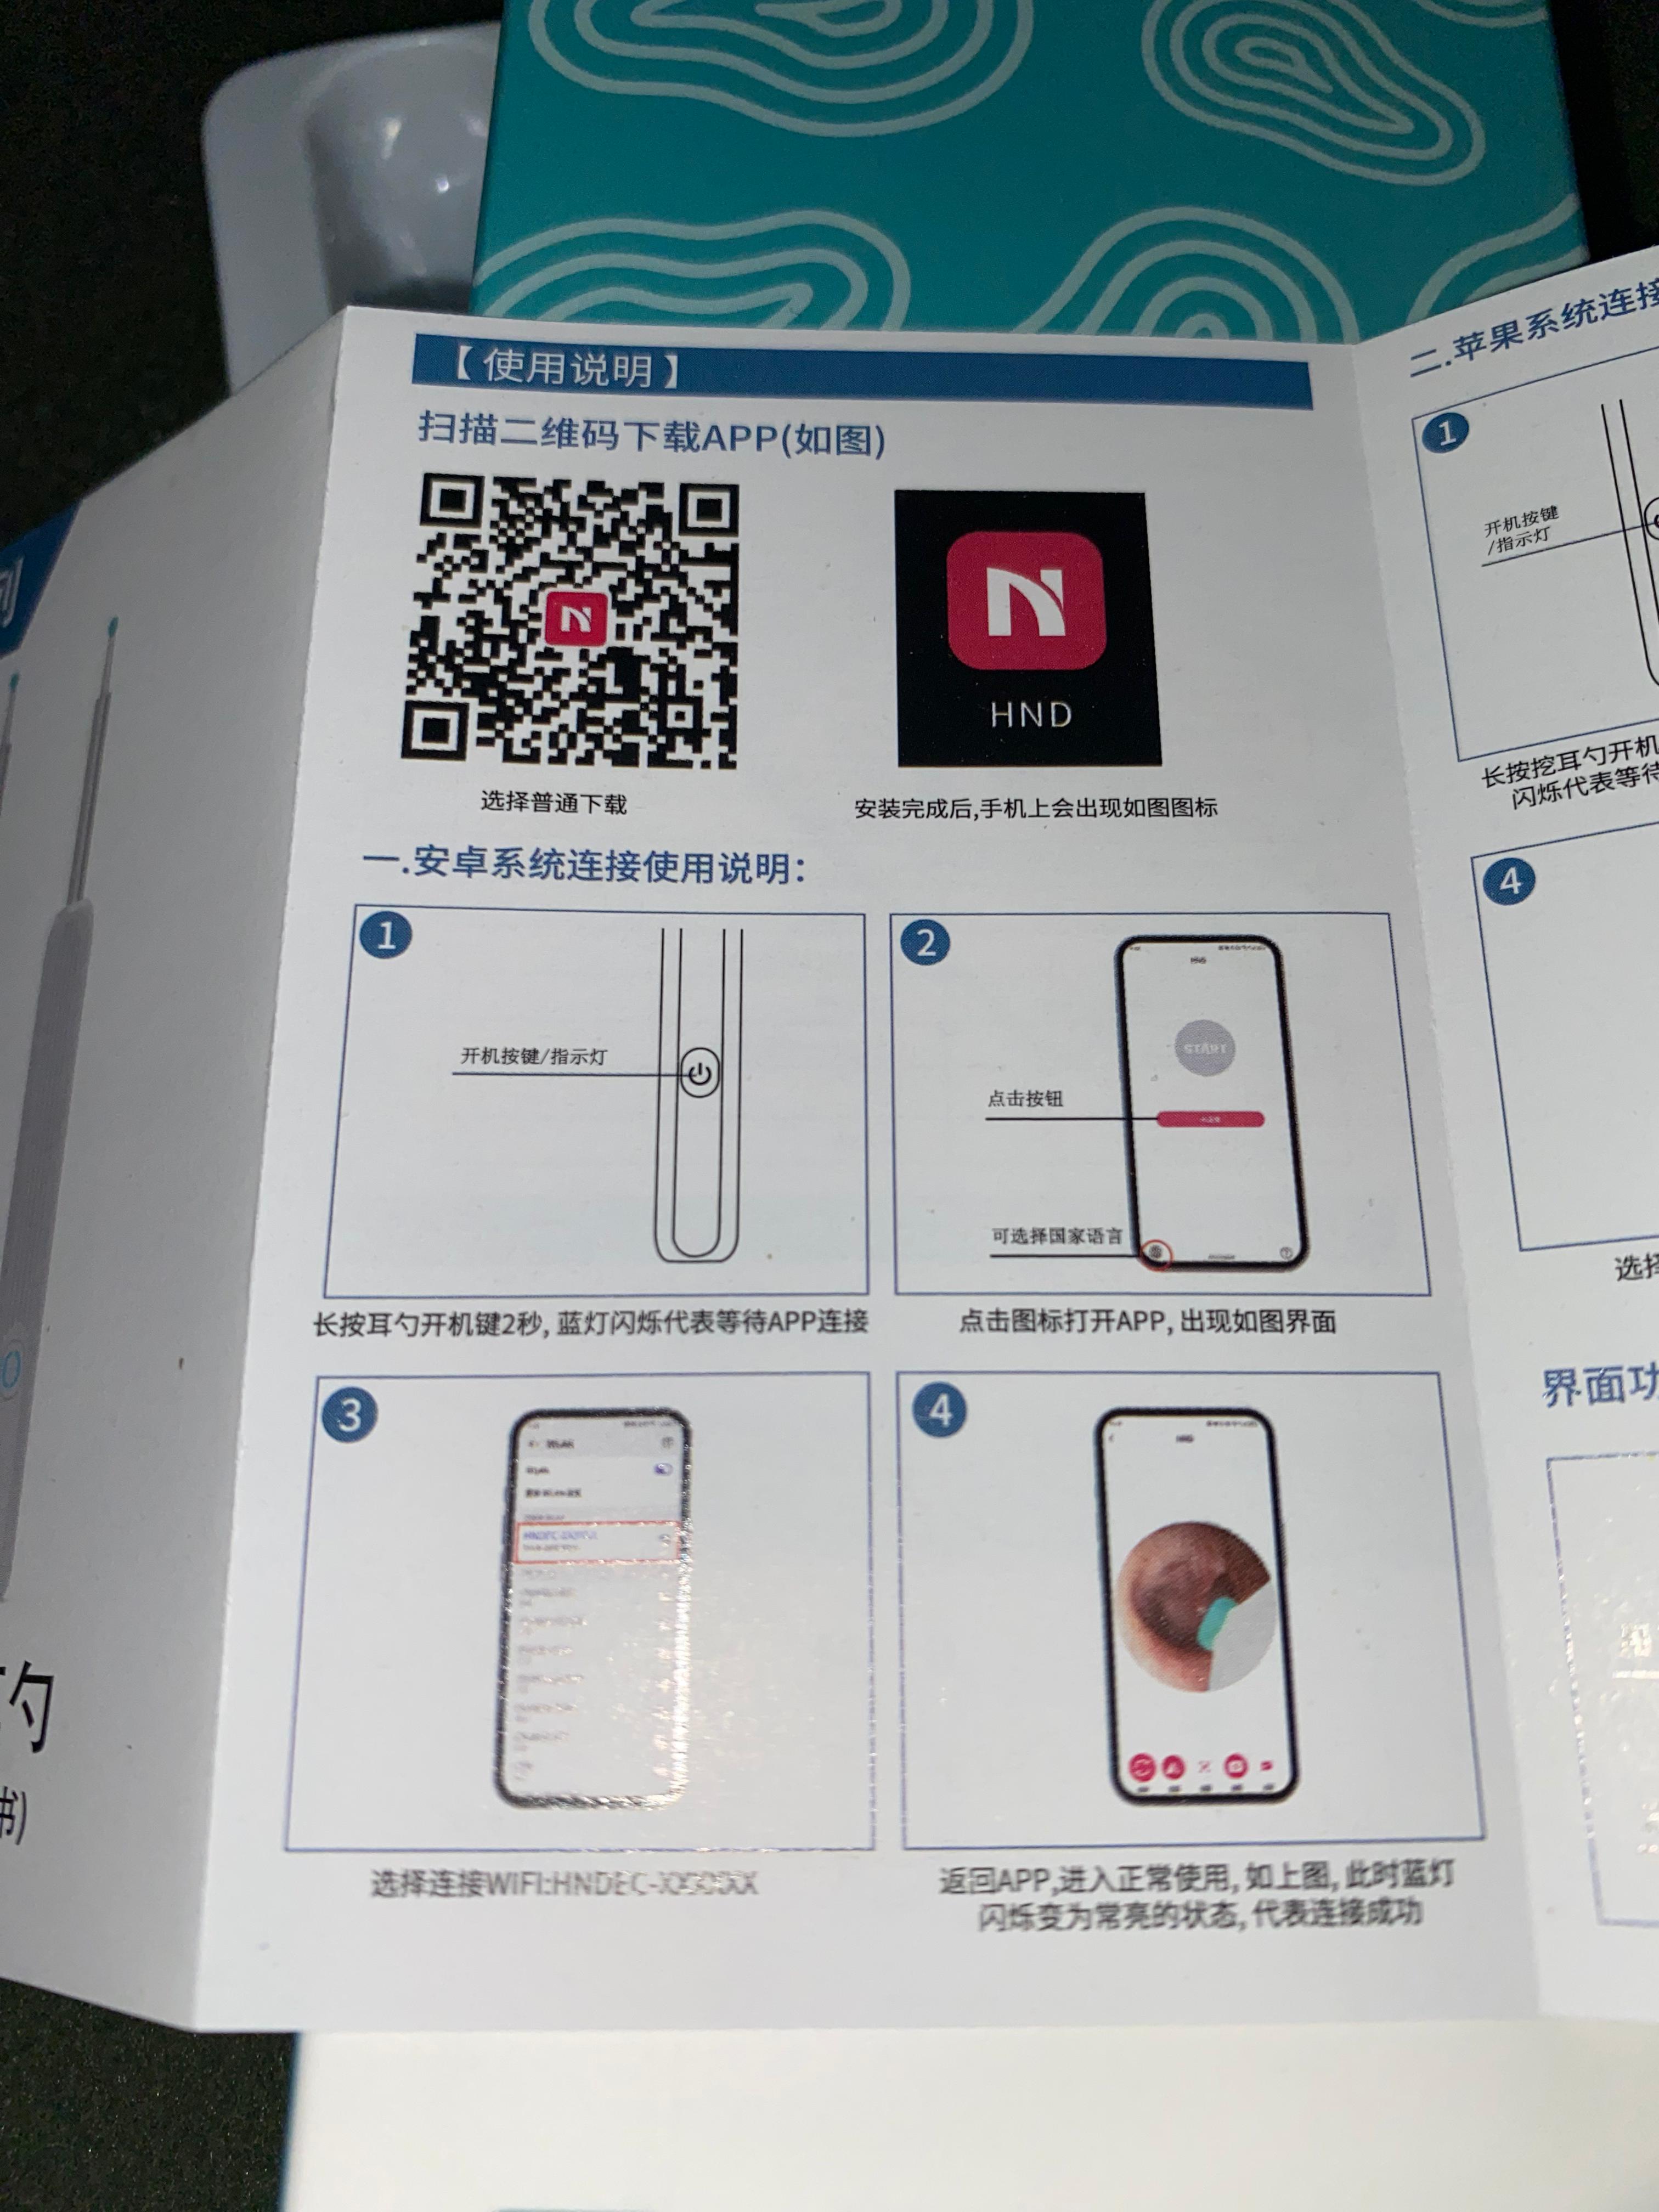 【使用说明】
扫描二维码下载APP(如图)
HND
选择普通下载
安装完成后,手机上会出现如图图标
一.安卓系统连接使用说明:
1
开机按键/指示灯
长按耳勺开机键2秒,蓝灯闪烁代表等待APP连接
2
HND
START
点击按钮
可选择国家语言
点击图标打开APP,出现如图界面
3
WLAN
选择连接WIFI:HNDEC-XXXXXX
4
HND
返回APP,进入正常使用,如上图,此时蓝灯
闪烁变为常亮的状态,代表连接成功
二.苹果系统连接
1
开机按键
/指示灯
长按挖耳勺开机
闪烁代表等待
4
选择
界面功
勺
书)